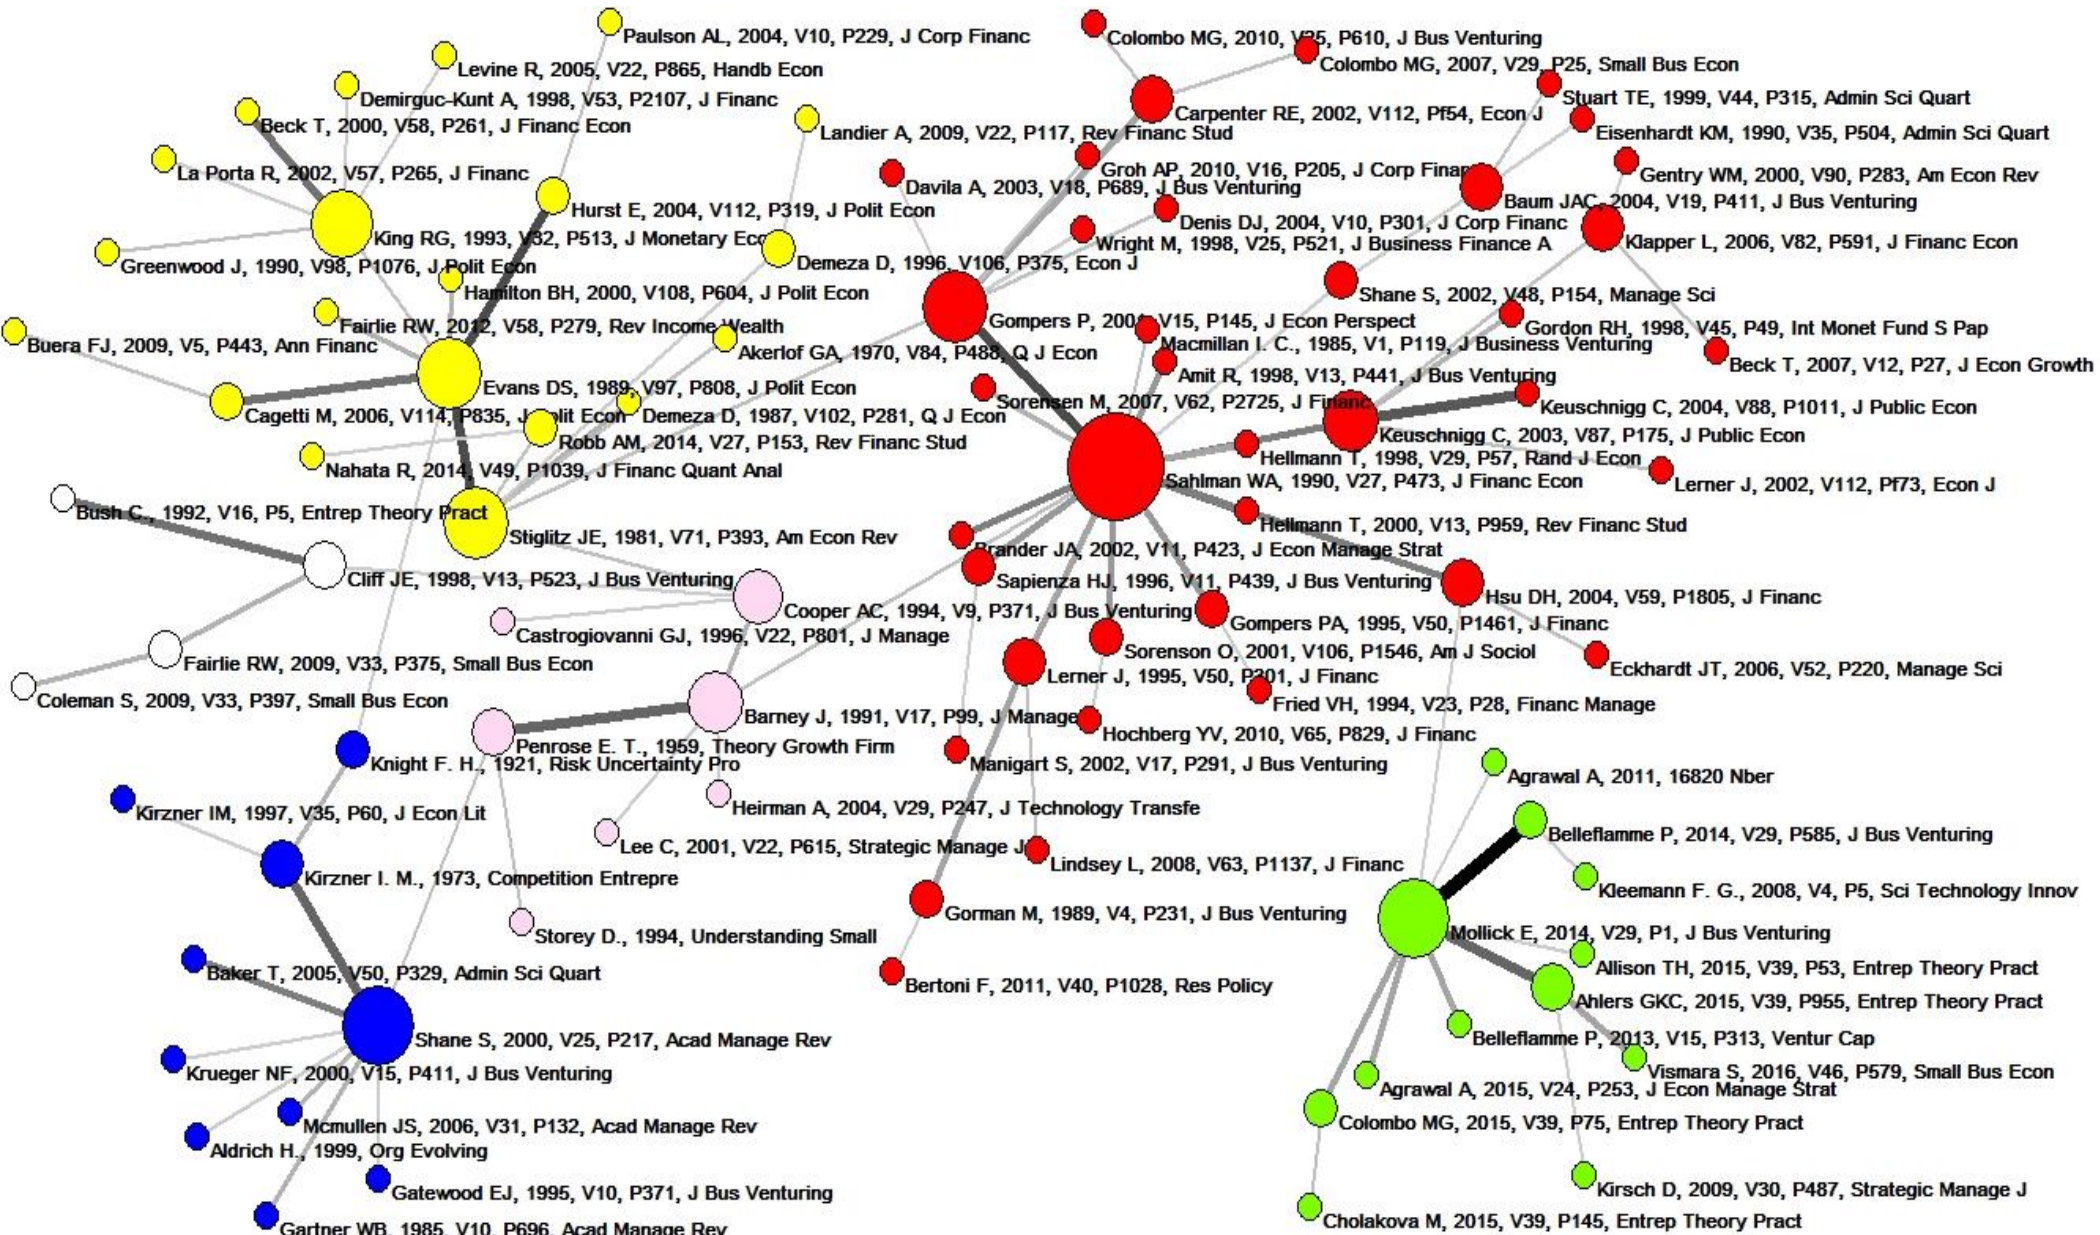 Paulson AL, 2004, V10, P229, J Corp Financ
Colombo MG, 2010, V25, P610, J Bus Venturing
Levine R, 2005, V22, P865, Handb Econ
Colombo MG, 2007, V29, P25, Small Bus Econ
Demirguc-Kunt A, 1998, V53, P2107, J Financ
Stuart TE, 1999, V44, P315, Admin Sci Quart
Carpenter RE, 2002, V112, Pf54, Econ J
Beck T, 2000, V58, P261, J Financ Econ
Landier A, 2009, V22, P117, Rev Financ Stud
Eisenhardt KM, 1990, V35, P504, Admin Sci Quart
La Porta R, 2002, V57, P265, J Financ
Groh AP, 2010, V16, P205, J Corp Financ
Gentry WM, 2000, V90, P283, Am Econ Rev
Davila A, 2003, V18, P689, J Bus Venturing
Baum JAC, 2004, V19, P411, J Bus Venturing
Hurst E, 2004, V112, P319, J Polit Econ
Denis DJ, 2004, V10, P301, J Corp Financ
King RG, 1993, V32, P513, J Monetary Econ
Wright M, 1998, V25, P521, J Business Finance A
Klapper L, 2006, V82, P591, J Financ Econ
Greenwood J, 1990, V98, P1076, J Polit Econ
Demeza D, 1996, V106, P375, Econ J
Hamilton BH, 2000, V108, P604, J Polit Econ
Shane S, 2002, V48, P154, Manage Sci
Fairlie RW, 2012, V58, P279, Rev Income Wealth
Gompers P, 2001, V15, P145, J Econ Perspect
Gordon RH, 1998, V45, P49, Int Monet Fund S Pap
Buera FJ, 2009, V5, P443, Ann Financ
Akerlof GA, 1970, V84, P488, Q J Econ
Macmillan I. C., 1985, V1, P119, J Business Venturing
Beck T, 2007, V12, P27, J Econ Growth
Evans DS, 1989, V97, P808, J Polit Econ
Amit R, 1998, V13, P441, J Bus Venturing
Sorensen M, 2007, V62, P2725, J Financ
Keuschnigg C, 2004, V88, P1011, J Public Econ
Cagetti M, 2006, V114, P835, J Polit Econ
Demeza D, 1987, V102, P281, Q J Econ
Keuschnigg C, 2003, V87, P175, J Public Econ
Robb AM, 2014, V27, P153, Rev Financ Stud
Hellmann T, 1998, V29, P57, Rand J Econ
Nahata R, 2014, V49, P1039, J Financ Quant Anal
Sahlman WA, 1990, V27, P473, J Financ Econ
Lerner J, 2002, V112, Pf73, Econ J
Bush C., 1992, V16, P5, Entrep Theory Pract
Hellmann T, 2000, V13, P959, Rev Financ Stud
Stiglitz JE, 1981, V71, P393, Am Econ Rev
Brander JA, 2002, V11, P423, J Econ Manage Strat
Cliff JE, 1998, V13, P523, J Bus Venturing
Sapienza HJ, 1996, V11, P439, J Bus Venturing
Hsu DH, 2004, V59, P1805, J Financ
Cooper AC, 1994, V9, P371, J Bus Venturing
Gompers PA, 1995, V50, P1461, J Financ
Castrogiovanni GJ, 1996, V22, P801, J Manage
Sorenson O, 2001, V106, P1546, Am J Sociol
Fairlie RW, 2009, V33, P375, Small Bus Econ
Eckhardt JT, 2006, V52, P220, Manage Sci
Lerner J, 1995, V50, P301, J Financ
Coleman S, 2009, V33, P397, Small Bus Econ
Fried VH, 1994, V23, P28, Financ Manage
Barney J, 1991, V17, P99, J Manage
Hochberg YV, 2010, V65, P829, J Financ
Penrose E. T., 1959, Theory Growth Firm
Knight F. H., 1921, Risk Uncertainty Pro
Manigart S, 2002, V17, P291, J Bus Venturing
Agrawal A, 2011, 16820 Nber
Heirman A, 2004, V29, P247, J Technology Transfe
Kirzner IM, 1997, V35, P60, J Econ Lit
Belleflamme P, 2014, V29, P585, J Bus Venturing
Lee C, 2001, V22, P615, Strategic Manage J
Lindsey L, 2008, V63, P1137, J Financ
Kirzner I. M., 1973, Competition Entrepre
Kleemann F. G., 2008, V4, P5, Sci Technology Innov
Gorman M, 1989, V4, P231, J Bus Venturing
Mollick E, 2014, V29, P1, J Bus Venturing
Storey D., 1994, Understanding Small
Allison TH, 2015, V39, P53, Entrep Theory Pract
Baker T, 2005, V50, P329, Admin Sci Quart
Bertoni F, 2011, V40, P1028, Res Policy
Ahlers GKC, 2015, V39, P955, Entrep Theory Pract
Shane S, 2000, V25, P217, Acad Manage Rev
Belleflamme P, 2013, V15, P313, Ventur Cap
Krueger NF, 2000, V15, P411, J Bus Venturing
Vismara S, 2016, V46, P579, Small Bus Econ
Agrawal A, 2015, V24, P253, J Econ Manage Strat
Mcmullen JS, 2006, V31, P132, Acad Manage Rev
Colombo MG, 2015, V39, P75, Entrep Theory Pract
Aldrich H., 1999, Org Evolving
Gatewood EJ, 1995, V10, P371, J Bus Venturing
Kirsch D, 2009, V30, P487, Strategic Manage J
Cholakova M, 2015, V39, P145, Entrep Theory Pract
Gartner WB, 1985, V10, P696, Acad Manage Rev